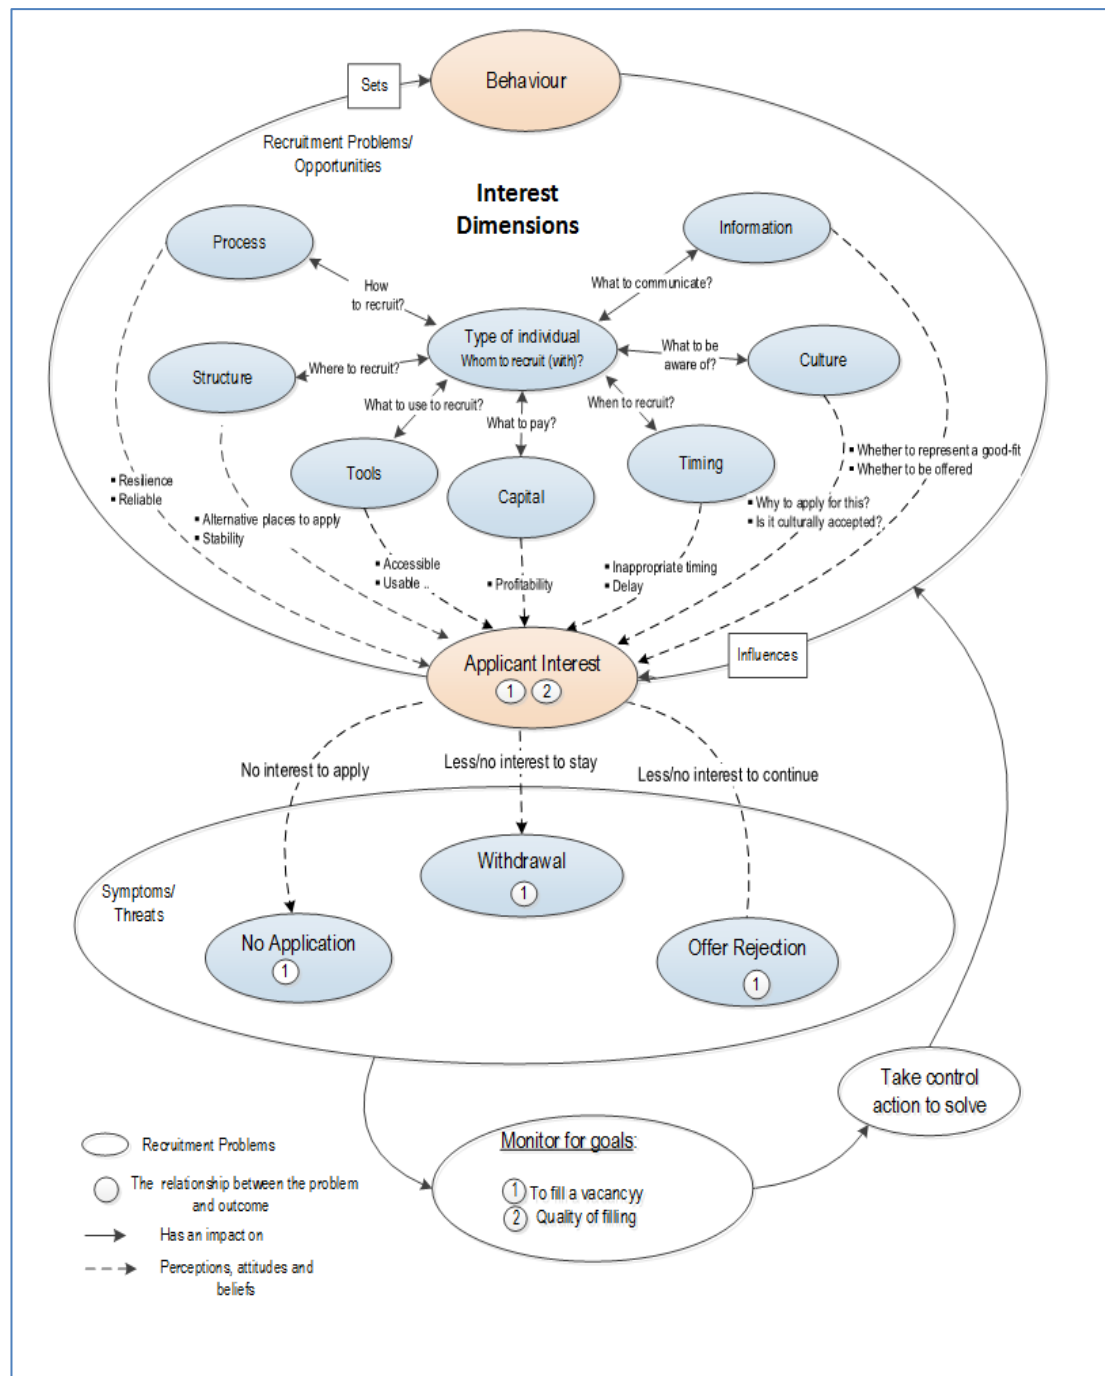 Sets
Behaviour
Recruitment Problems/
Opportunities
Interest
Dimensions
Process
Information
How
to recruit?
What to communicate?
Type of individual
Whom to recruit (with)?
What to be
aware of?
Structure
Where to recruit?
Culture
What to use to recruit?
What to pay?
When to recruit?
Tools
Capital
Timing
▪ Whether to represent a good-fit
▪ Whether to be offered
▪ Resilience
▪ Reliable
▪ Alternative places to apply
▪ Stability
▪ Why to apply for this?
▪ Is it culturally accepted?
▪ Accessible
▪ Usable ..
▪ Profitability
▪ Inappropriate timing
▪ Delay
Applicant Interest
1 2
Influences
No interest to apply
Less/no interest to stay
Less/no interest to continue
Symptoms/
Threats
Withdrawal
1
No Application
1
Offer Rejection
1
Take control
action to solve
Monitor for goals:
1 To fill a vacancyy
2 Quality of filling
Recruitment Problems
The relationship between the problem
and outcome
Has an impact on
Perceptions, attitudes and
beliefs